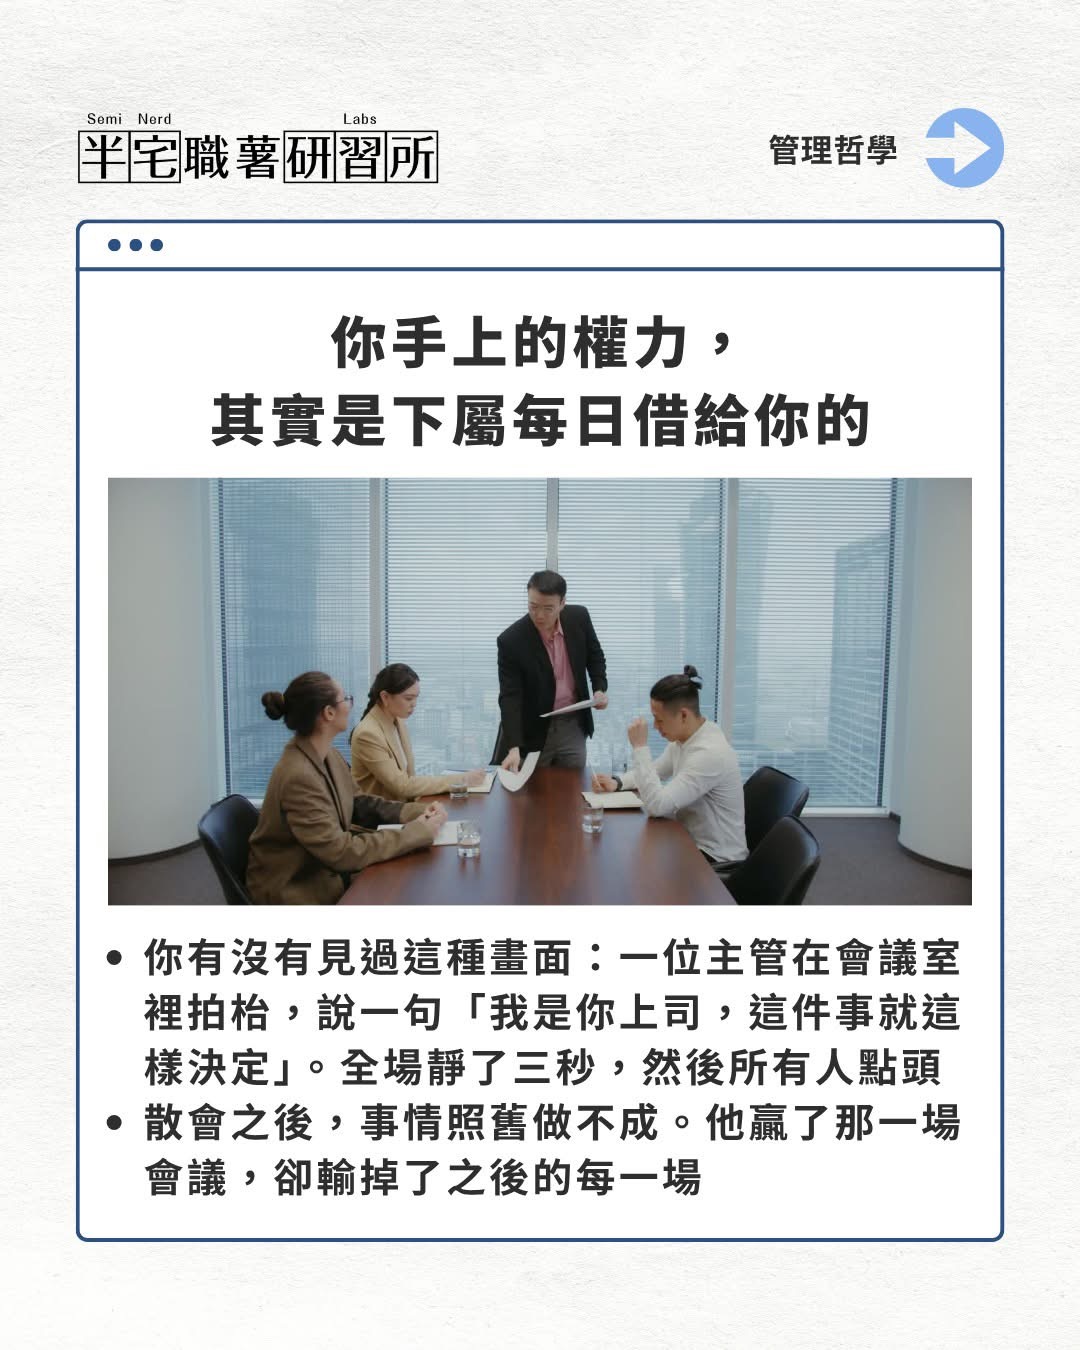 Semi Nerd Labs
半宅職薯研習所
管理哲學
你手上的權力，
其實是下屬每日借給你的
你有沒有見過這種畫面：一位主管在會議室
裡拍枱，說一句「我是你上司，這件事就這
樣決定」。全場靜了三秒，然後所有人點頭
散會之後，事情照舊做不成。他贏了那一場
會議，卻輸掉了之後的每一場